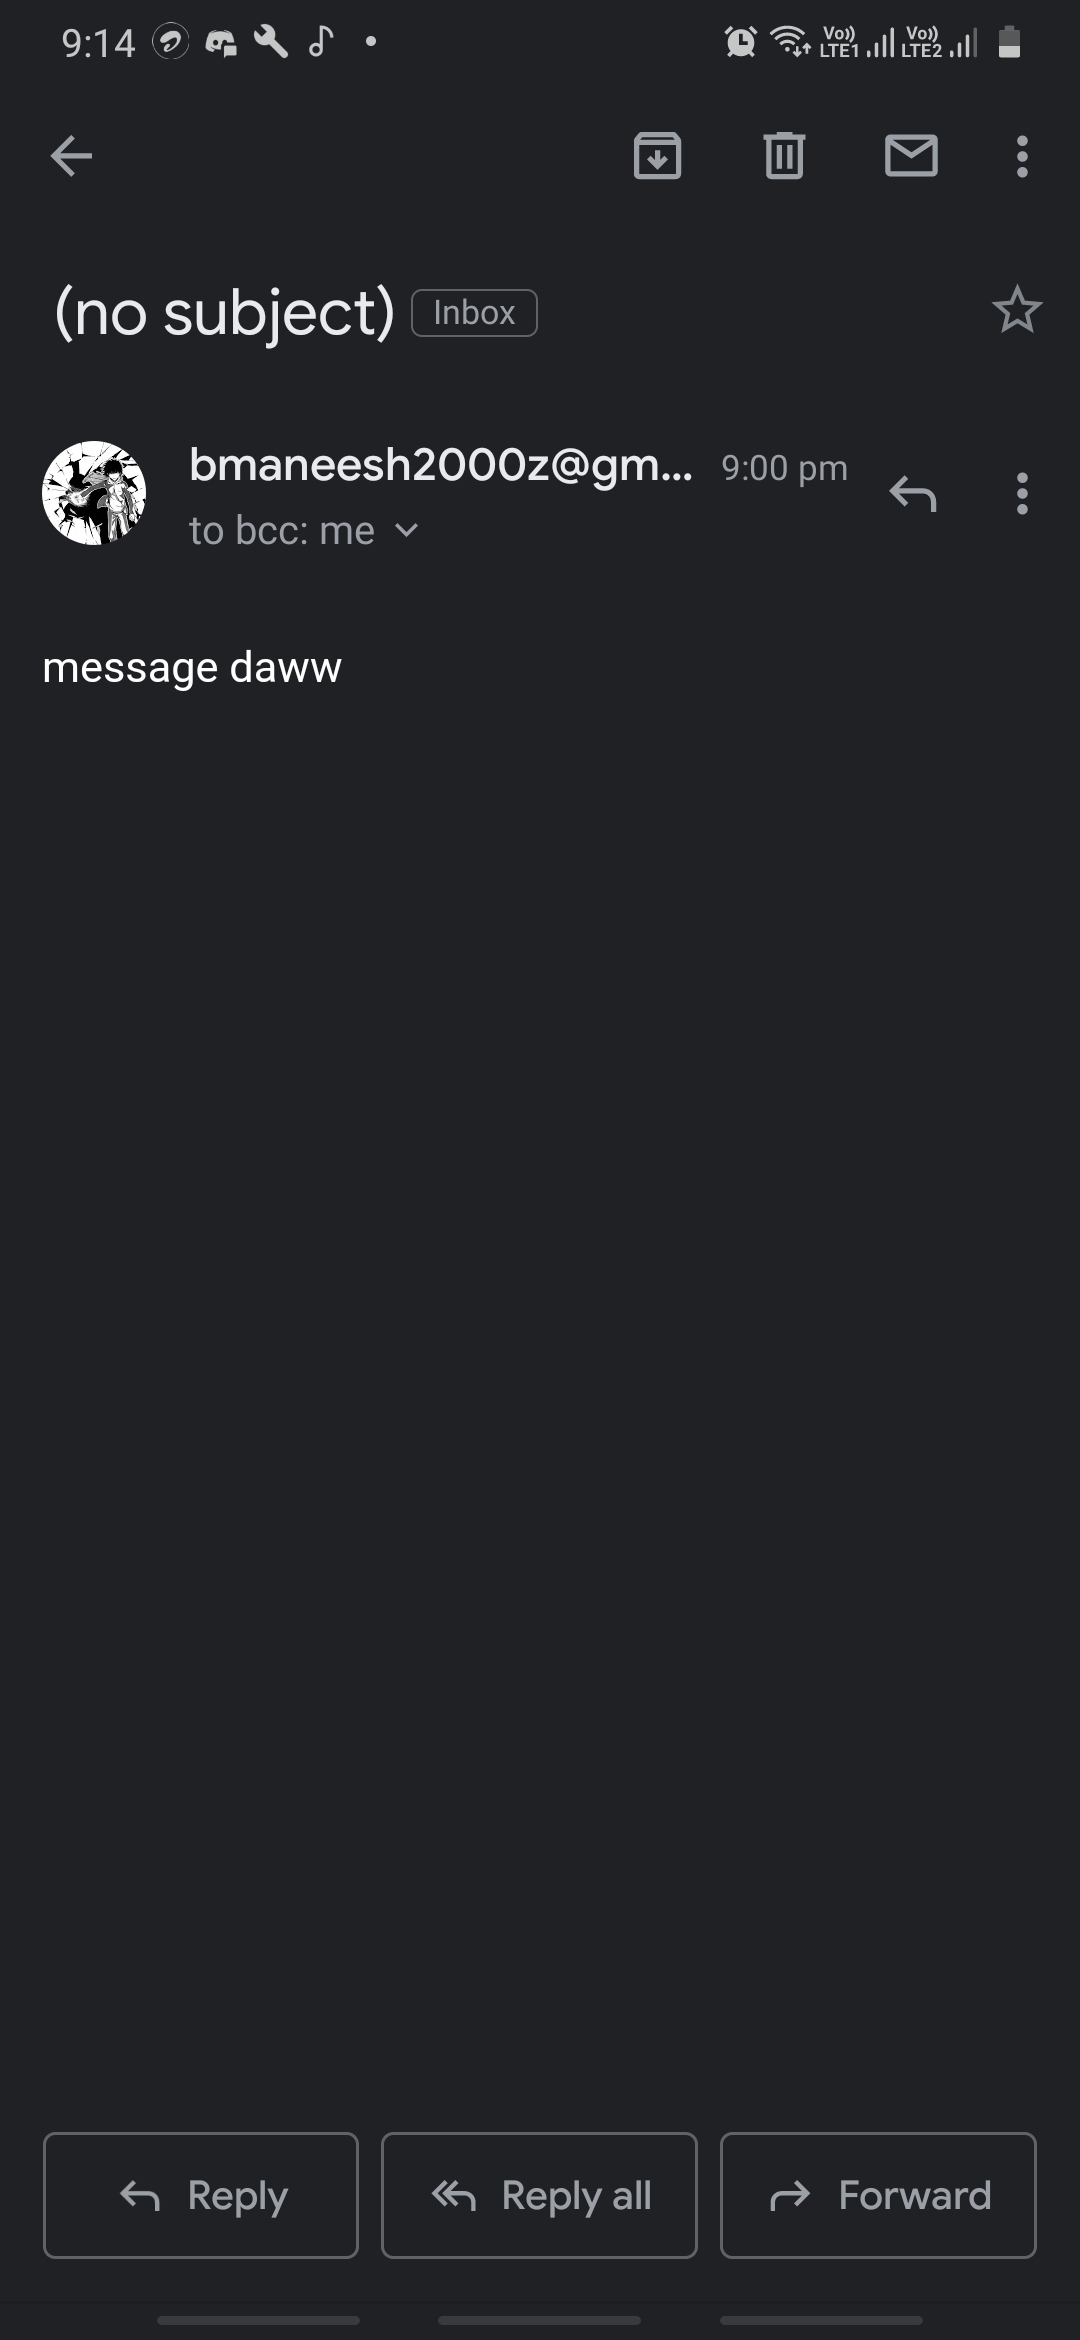 9:14 Vo)) LTE1 Vo)) LTE2
(no subject) Inbox
bmaneesh2000z@gm... 9:00 pm
to bcc: me
message daww
Reply Reply all Forward